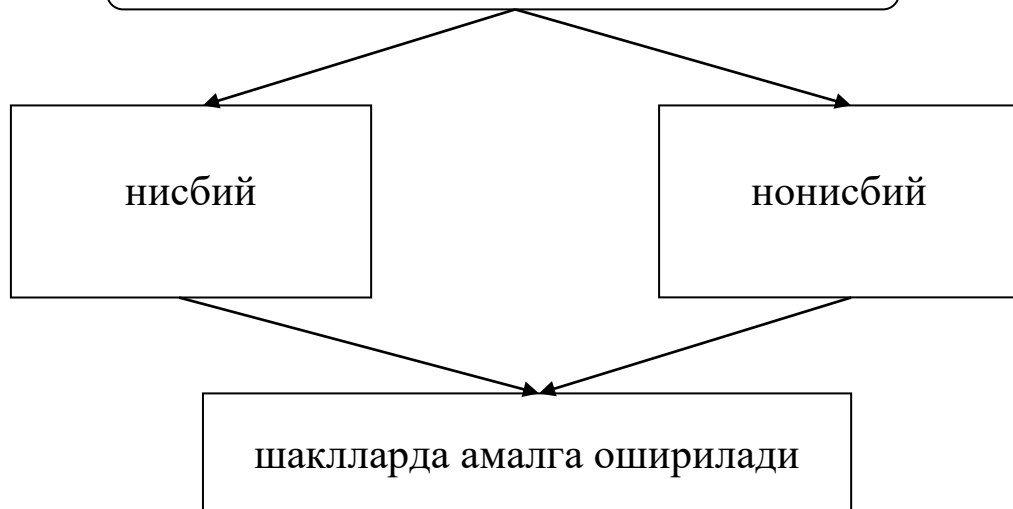 нисбий
нонисбий
шаклларда амалга оширилади